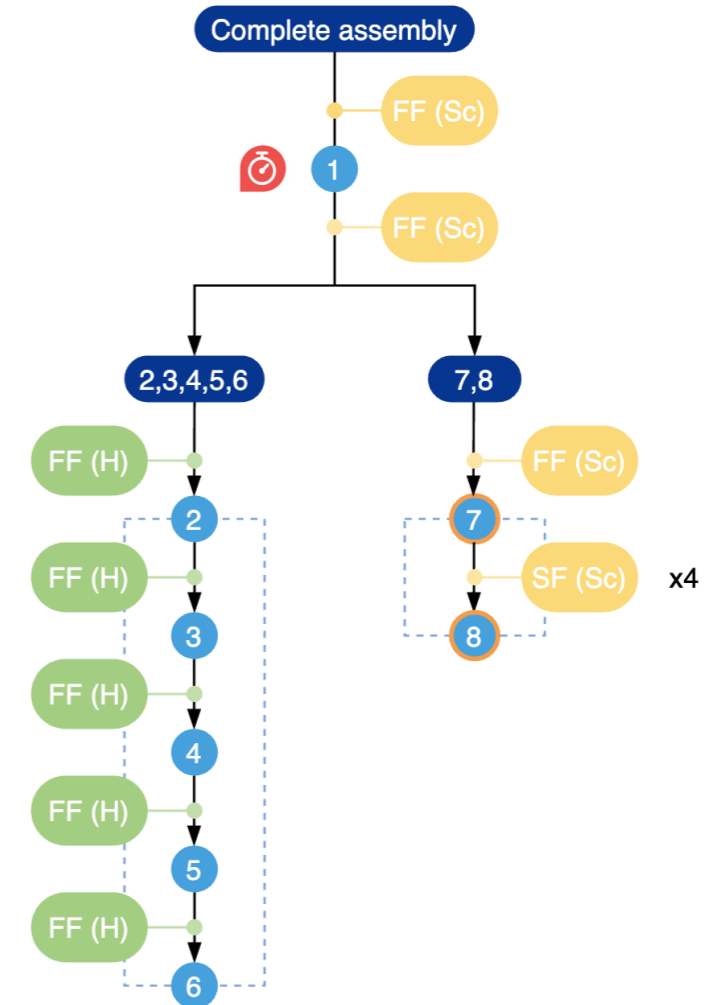 Complete assembly
FF (Sc)
1
FF (Sc)
2,3,4,5,6
7,8
FF (H)
FF (Sc)
2
7
FF (H)
SF (Sc)
x4
3
8
FF (H)
4
FF (H)
5
FF (H)
6